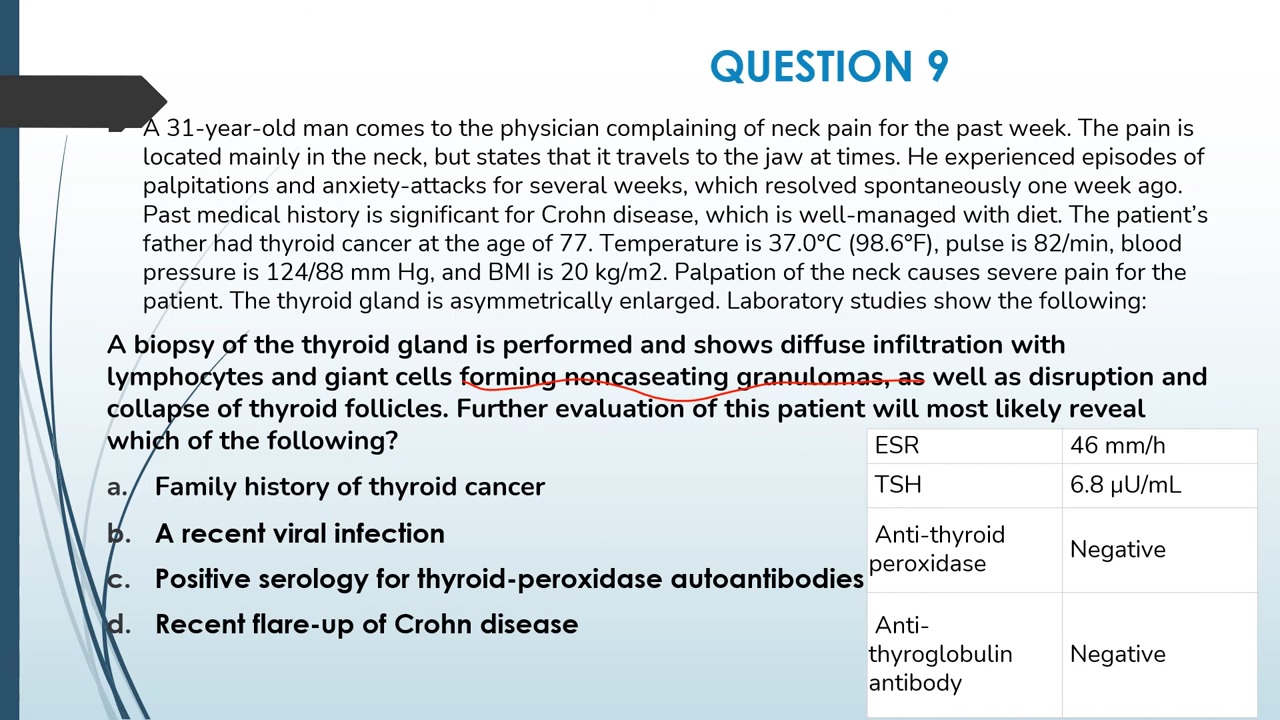 QUESTION 9
A 31-year-old man comes to the physician complaining of neck pain for the past week. The pain is
located mainly in the neck, but states that it travels to the jaw at times. He experienced episodes of
palpitations and anxiety-attacks for several weeks, which resolved spontaneously one week ago.
Past medical history is significant for Crohn disease, which is well-managed with diet. The patient’s
father had thyroid cancer at the age of 77. Temperature is 37.0°C (98.6°F), pulse is 82/min, blood
pressure is 124/88 mm Hg, and BMI is 20 kg/m2. Palpation of the neck causes severe pain for the
patient. The thyroid gland is asymmetrically enlarged. Laboratory studies show the following:
A biopsy of the thyroid gland is performed and shows diffuse infiltration with
lymphocytes and giant cells forming noncaseating granulomas, as well as disruption and
collapse of thyroid follicles. Further evaluation of this patient will most likely reveal
which of the following?
a. Family history of thyroid cancer
b. A recent viral infection
c. Positive serology for thyroid-peroxidase autoantibodies
d. Recent flare-up of Crohn disease
ESR 46 mm/h
TSH 6.8 µU/mL
Anti-thyroid
peroxidase
Negative
Anti-
thyroglobulin
antibody
Negative